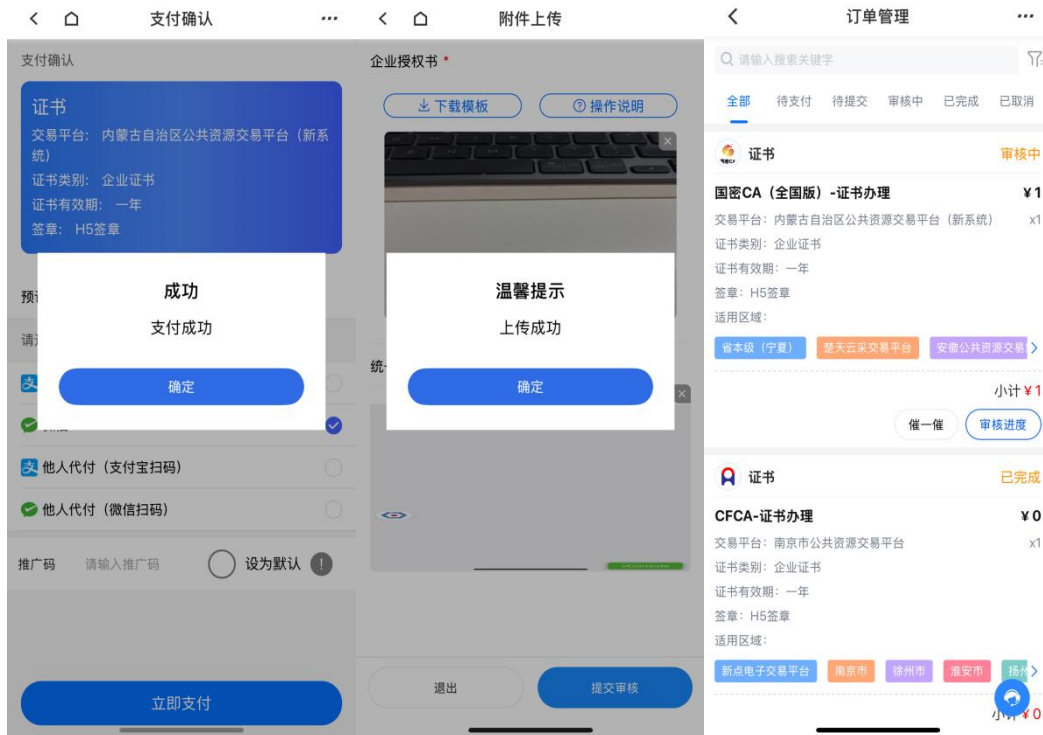 支付确认
支付确认
证书
交易平台： 内蒙古自治区公共资源交易平台（新系
统）
证书类别： 企业证书
证书有效期： 一年
签章： H5签章
成功
支付成功
确定
他人代付（支付宝扫码）
他人代付（微信扫码）
推广码 请输入推广码 设为默认 !
立即支付
附件上传
企业授权书 *
下载模板 操作说明
温馨提示
上传成功
确定
退出 提交审核
订单管理
请输入搜索关键字
全部 待支付 待提交 审核中 已完成 已取消
证书 审核中
国密CA（全国版）-证书办理 ¥1
交易平台：内蒙古自治区公共资源交易平台（新系统） x1
证书类别：企业证书
证书有效期：一年
签章：H5签章
适用区域：
省本级（宁夏） 楚天云采交易平台 安徽公共资源交易
小计¥1
催一催 审核进度
证书 已完成
CFCA-证书办理 ¥0
交易平台：南京市公共资源交易平台 x1
证书类别：企业证书
证书有效期：一年
签章：H5签章
适用区域：
新点电子交易平台 南京市 徐州市 淮安市 扬州
小计¥0